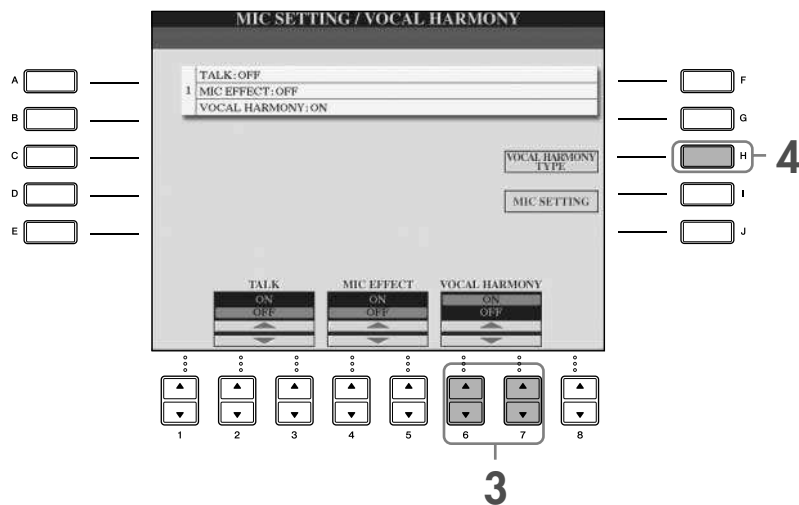 MIC SETTING / VOCAL HARMONY
TALK:OFF
1 MIC EFFECT:OFF
VOCAL HARMONY:ON
A
F
B
G
C
VOCAL HARMONY
TYPE
H
4
D
MIC SETTING
I
E
J
TALK MIC EFFECT VOCAL HARMONY
ON ON ON
OFF OFF OFF
1 2 3 4 5 6 7 8
3